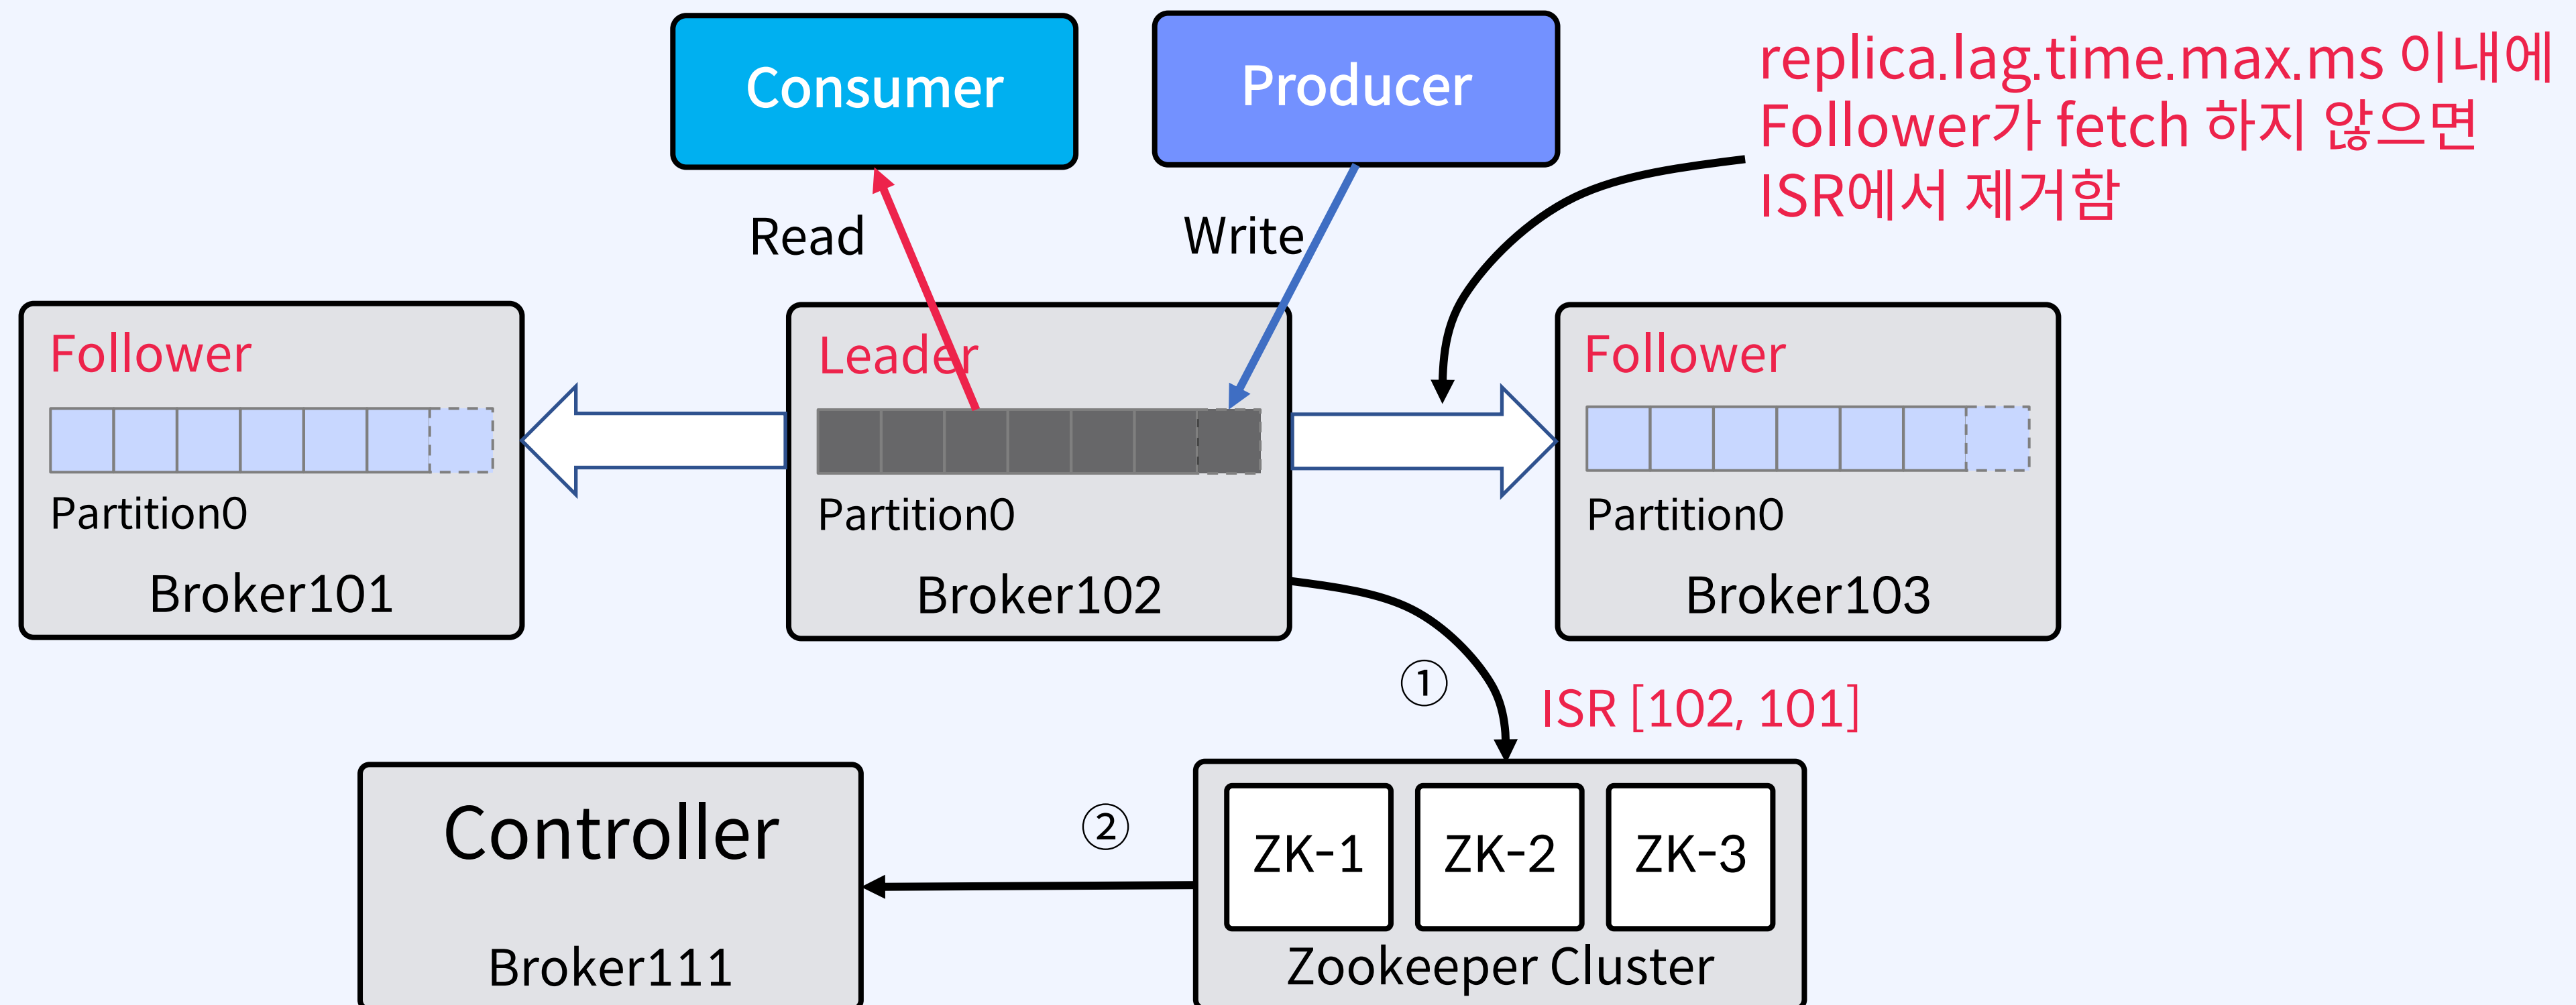 Consumer
Producer
replica.lag.time.max.ms 이내에
Follower가 fetch 하지 않으면
ISR에서 제거함
Read
Write
Follower
Leader
Follower
Partition0
Partition0
Partition0
Broker101
Broker102
Broker103
①
ISR [102, 101]
Controller
②
ZK-1
ZK-2
ZK-3
Broker111
Zookeeper Cluster